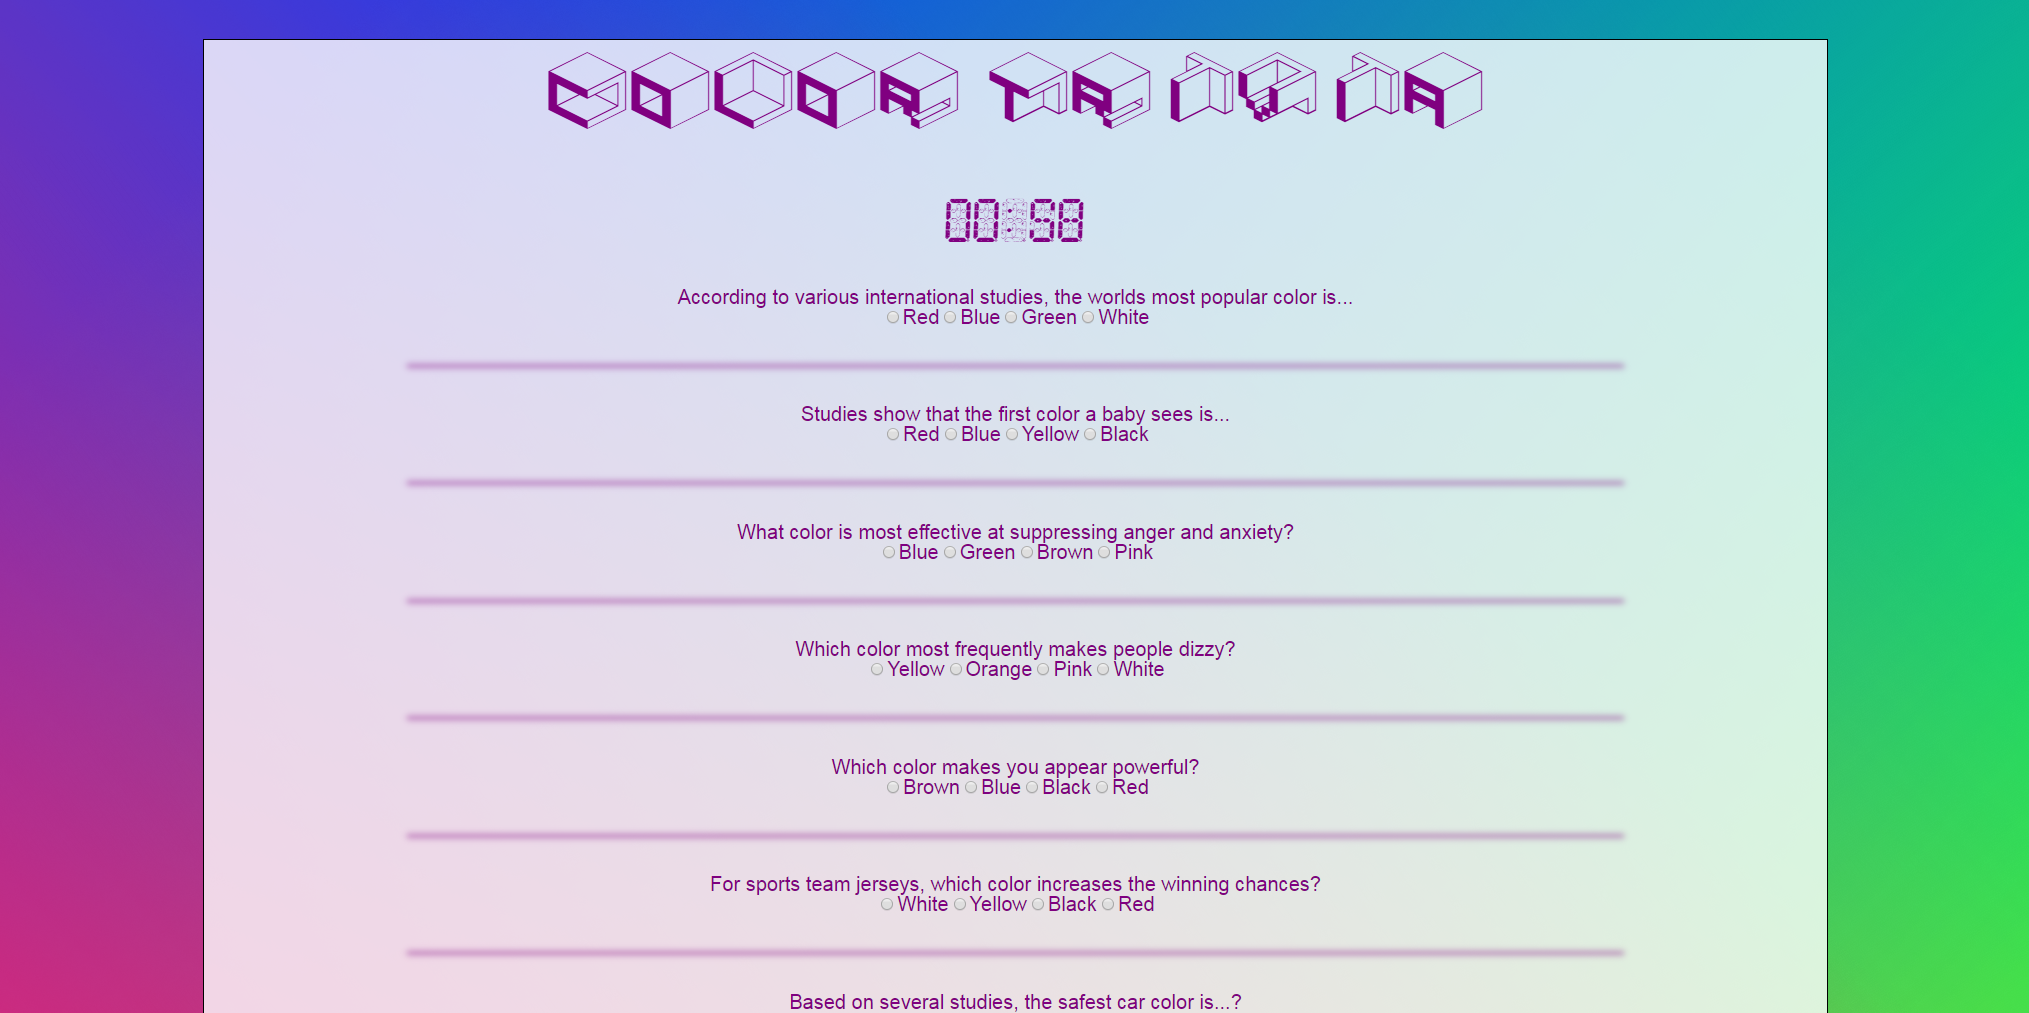 COLOR TRIVIA
00:58
According to various international studies, the worlds most popular color is...
Red Blue Green White
Studies show that the first color a baby sees is...
Red Blue Yellow Black
What color is most effective at suppressing anger and anxiety?
Blue Green Brown Pink
Which color most frequently makes people dizzy?
Yellow Orange Pink White
Which color makes you appear powerful?
Brown Blue Black Red
For sports team jerseys, which color increases the winning chances?
White Yellow Black Red
Based on several studies, the safest car color is...?